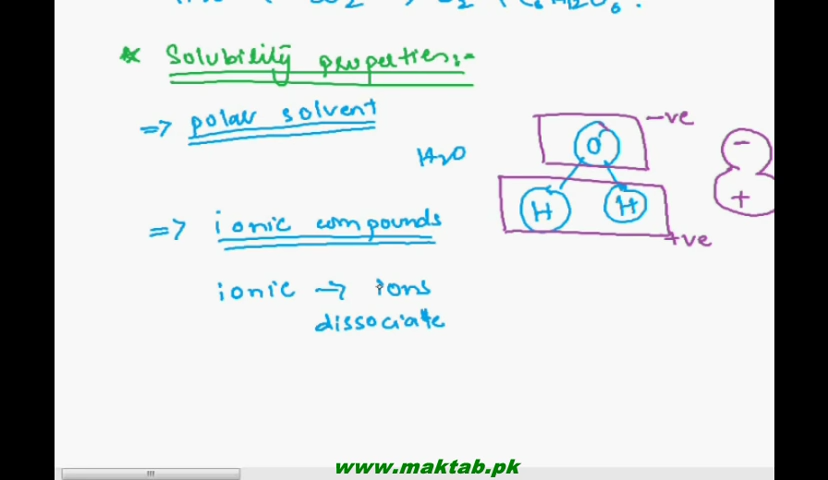 * Solubility properties:-
=> polar solvent
H2O
O
-ve
H H
+ve
-
+
=> ionic compounds
ionic → ions
dissociate
www.maktab.pk